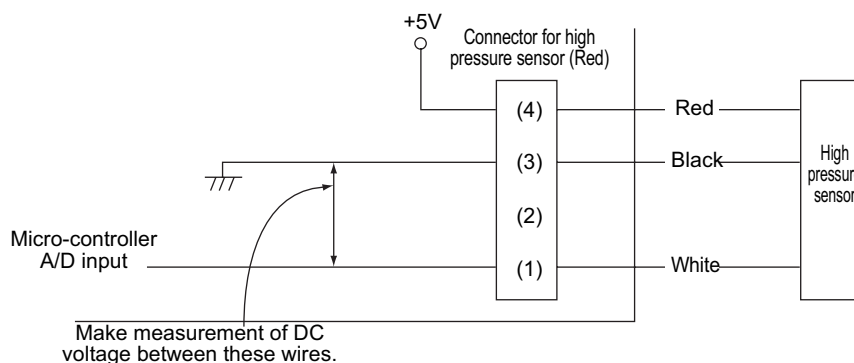 +5V
Connector for high
pressure sensor (Red)
(4)
Red
(3)
Black
High
pressure
sensor
(2)
Micro-controller
A/D input
(1)
White
Make measurement of DC
voltage between these wires.